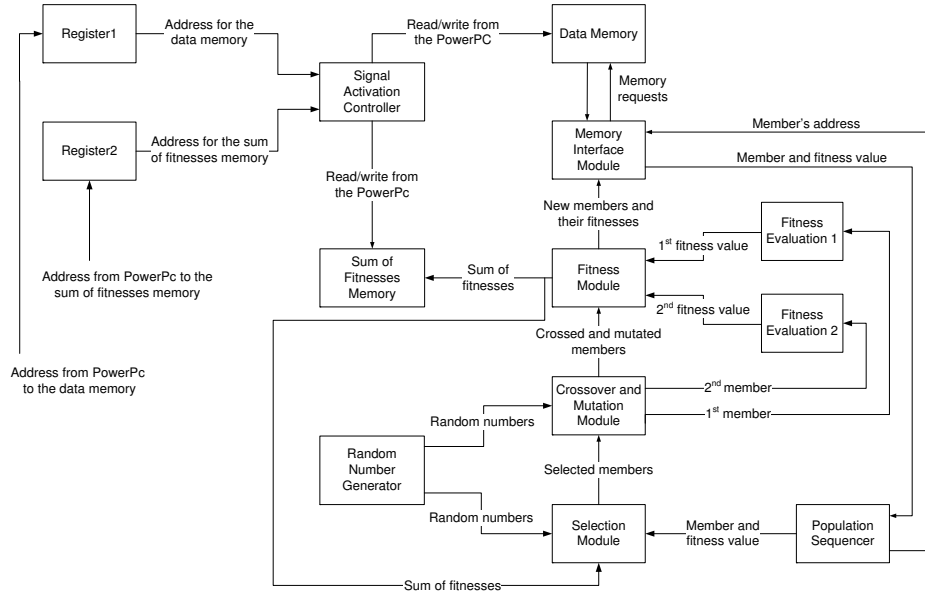 Register1
Address for the
data memory
Read/write from
the PowerPC
Data Memory
Signal
Activation
Controller
Memory
requests
Register2
Address for the sum
of fitnesses memory
Memory
Interface
Module
Member's address
Member and fitness value
Read/write from
the PowerPc
New members and
their fitnesses
Fitness
Evaluation 1
1st fitness value
Address from PowerPc to the
sum of fitnesses memory
Sum of
Fitnesses
Memory
Sum of
fitnesses
Fitness
Module
2nd fitness value
Fitness
Evaluation 2
Crossed and mutated
members
Address from PowerPc
to the data memory
Crossover and
Mutation
Module
2nd member
1st member
Random numbers
Random
Number
Generator
Selected members
Random numbers
Selection
Module
Member and
fitness value
Population
Sequencer
Sum of fitnesses